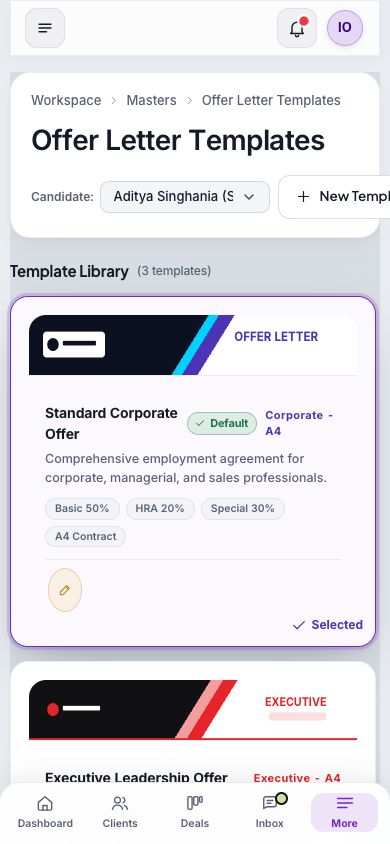 IO
Workspace > Masters > Offer Letter Templates
Offer Letter Templates
Candidate: Aditya Singhania (S
+ New Templ
Template Library (3 templates)
OFFER LETTER
Standard Corporate Offer
Default
Corporate - A4
Comprehensive employment agreement for
corporate, managerial, and sales professionals.
Basic 50% HRA 20% Special 30%
A4 Contract
Selected
EXECUTIVE
Executive Leadership Offer Executive - A4
Dashboard Clients Deals Inbox More